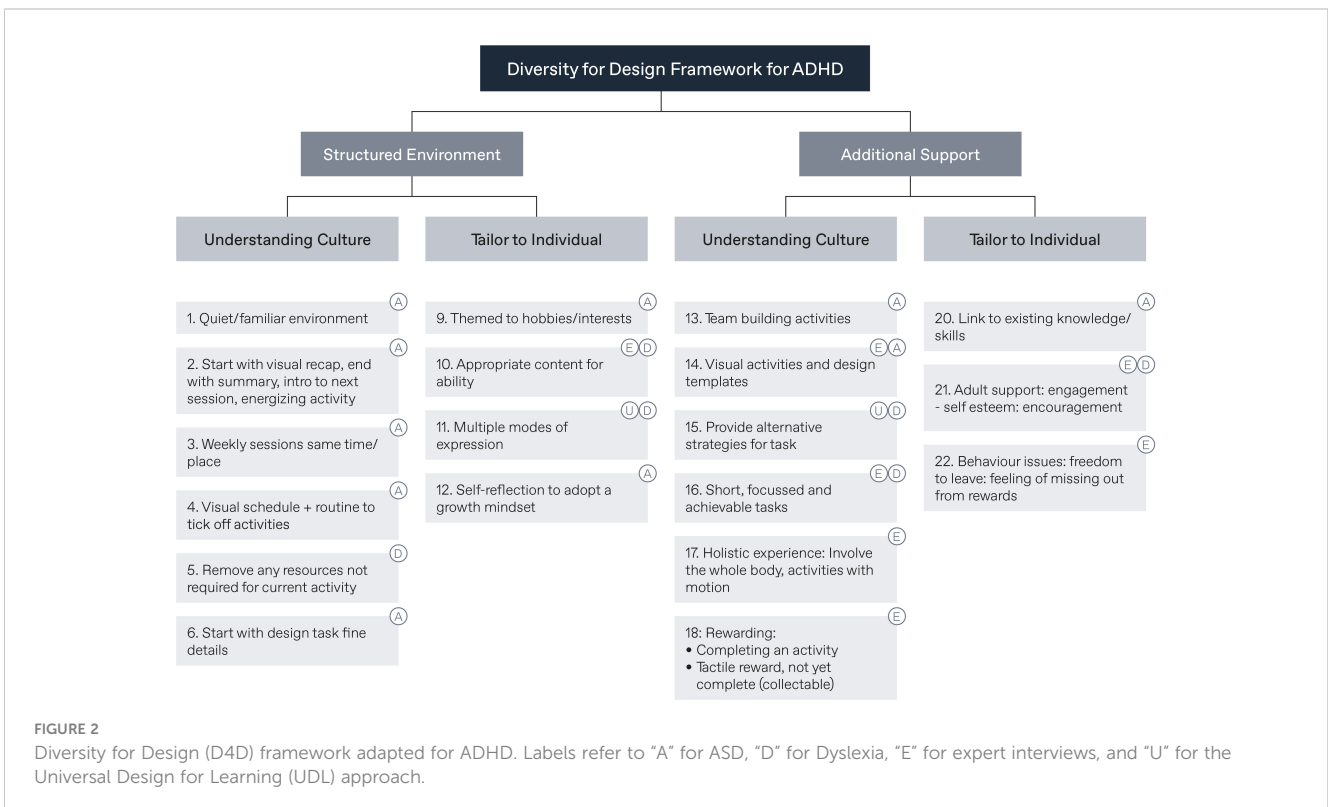 Diversity for Design Framework for ADHD
Structured Environment
Additional Support
Understanding Culture
Tailor to Individual
Understanding Culture
Tailor to Individual
A
1. Quiet/familiar environment
A
2. Start with visual recap, end
with summary, intro to next
session, energizing activity
A
3. Weekly sessions same time/
place
A
4. Visual schedule + routine to
tick off activities
D
5. Remove any resources not
required for current activity
A
6. Start with design task fine
details
A
9. Themed to hobbies/interests
E D
10. Appropriate content for
ability
U D
11. Multiple modes of
expression
A
12. Self-reflection to adopt a
growth mindset
A
13. Team building activities
E A
14. Visual activities and design
templates
U D
15. Provide alternative
strategies for task
E D
16. Short, focussed and
achievable tasks
E
17. Holistic experience: Involve
the whole body, activities with
motion
E
18: Rewarding:
• Completing an activity
• Tactile reward, not yet
complete (collectable)
A
20. Link to existing knowledge/
skills
E D
21. Adult support: engagement
- self esteem: encouragement
E
22. Behaviour issues: freedom
to leave: feeling of missing out
from rewards
FIGURE 2
Diversity for Design (D4D) framework adapted for ADHD. Labels refer to “A” for ASD, “D” for Dyslexia, “E” for expert interviews, and “U” for the
Universal Design for Learning (UDL) approach.